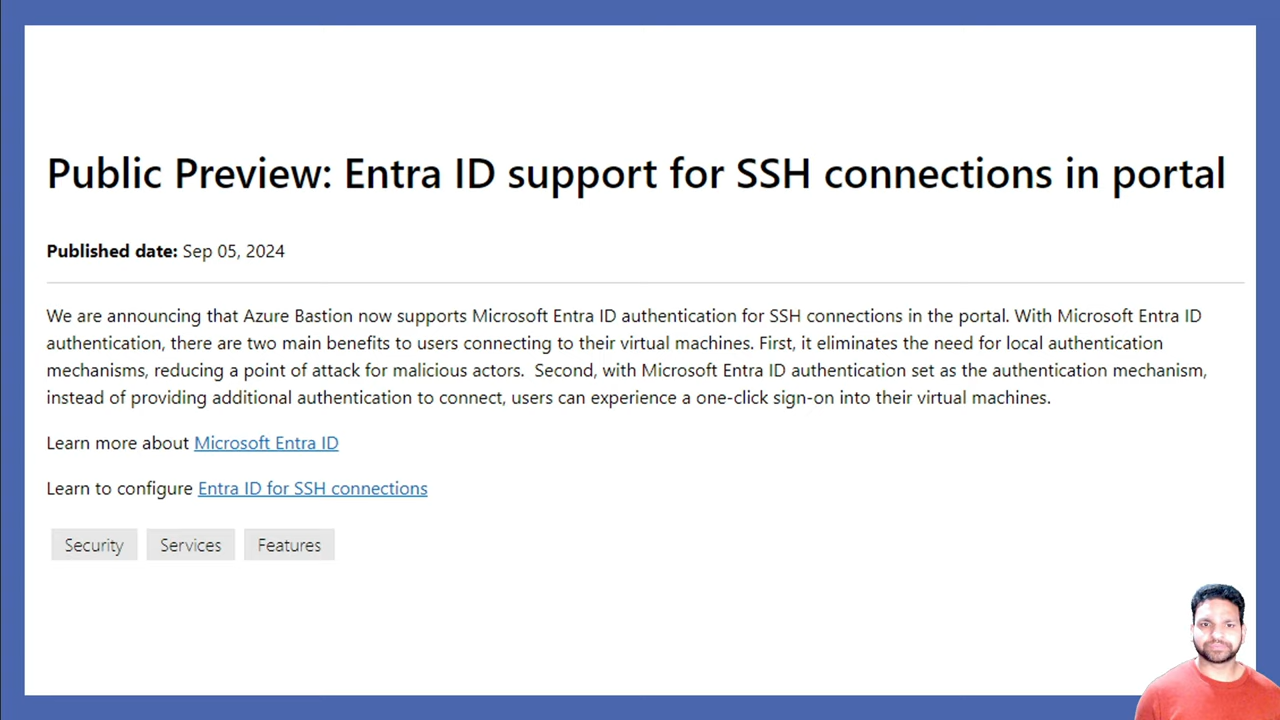 Public Preview: Entra ID support for SSH connections in portal
Published date: Sep 05, 2024
We are announcing that Azure Bastion now supports Microsoft Entra ID authentication for SSH connections in the portal. With Microsoft Entra ID
authentication, there are two main benefits to users connecting to their virtual machines. First, it eliminates the need for local authentication
mechanisms, reducing a point of attack for malicious actors.  Second, with Microsoft Entra ID authentication set as the authentication mechanism,
instead of providing additional authentication to connect, users can experience a one-click sign-on into their virtual machines.
Learn more about Microsoft Entra ID
Learn to configure Entra ID for SSH connections
Security Services Features